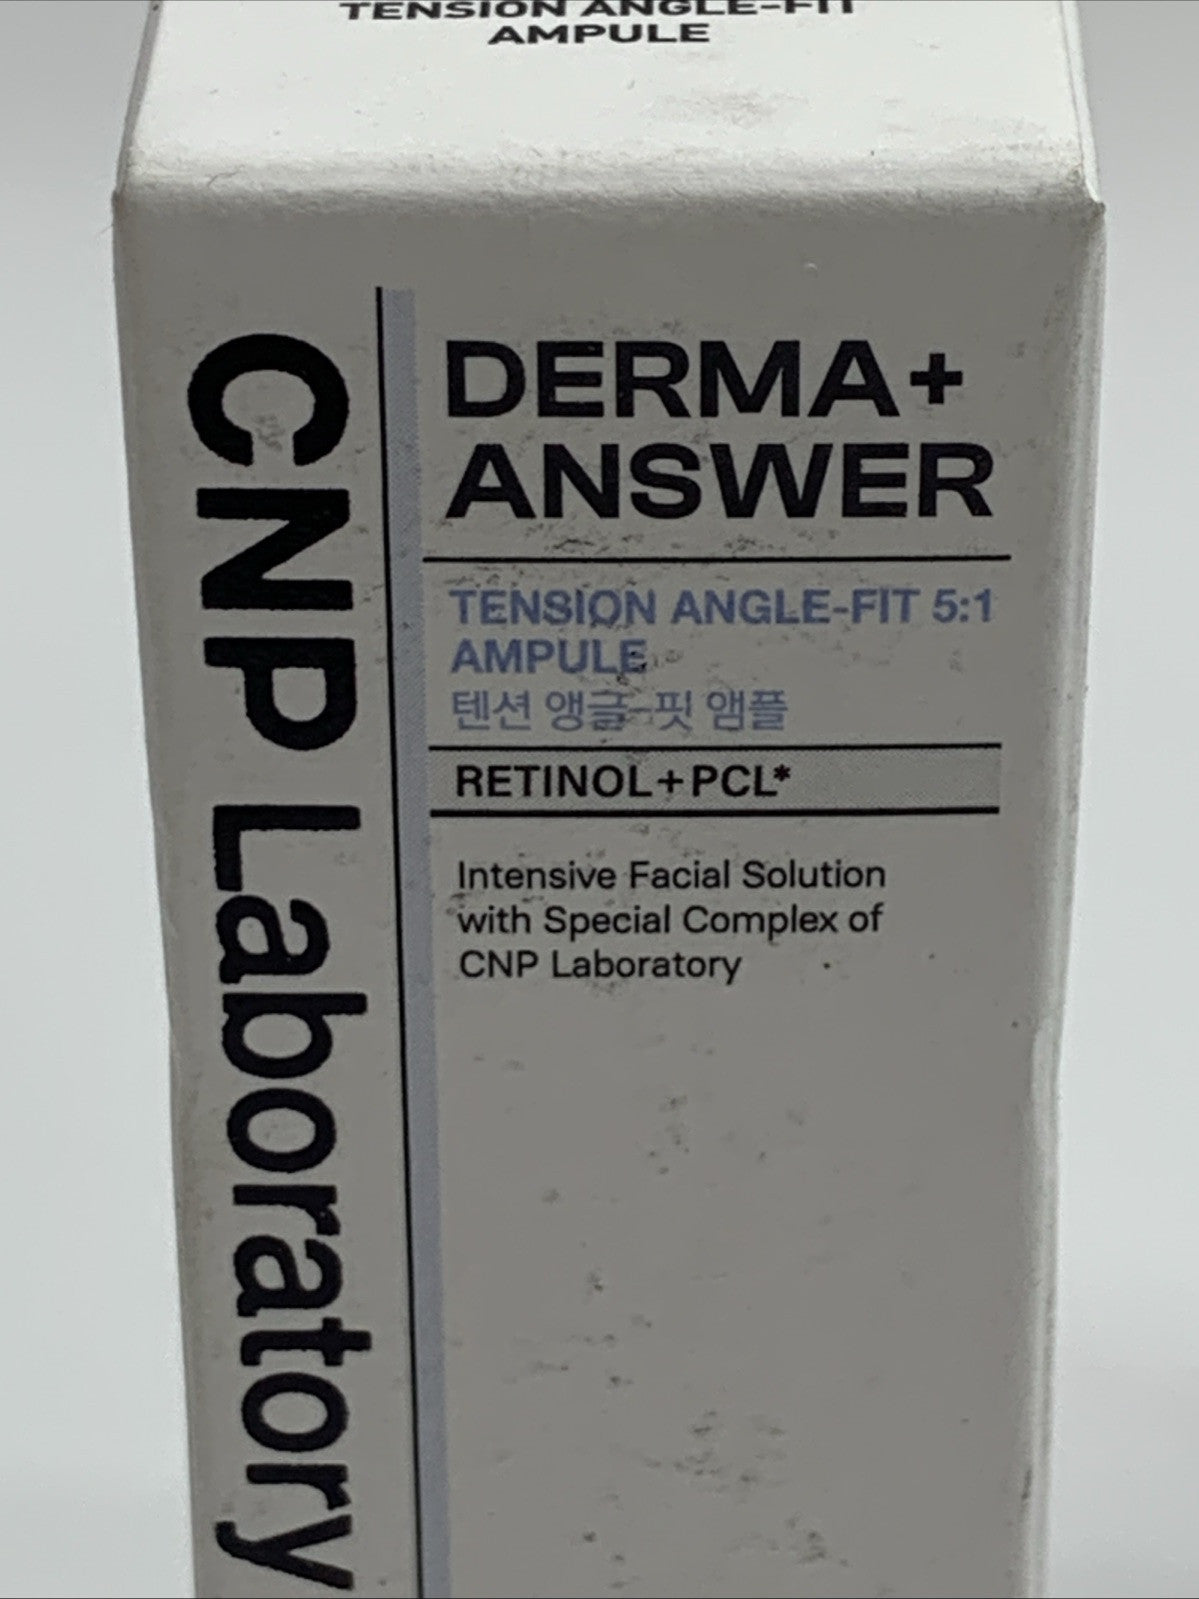 TENSION ANGLE-FIT
AMPULE
CNP Laboratory
DERMA+
ANSWER
TENSION ANGLE-FIT 5:1
AMPULE
텐션 앵글-핏 앰플
RETINOL+PCL*
Intensive Facial Solution
with Special Complex of
CNP Laboratory